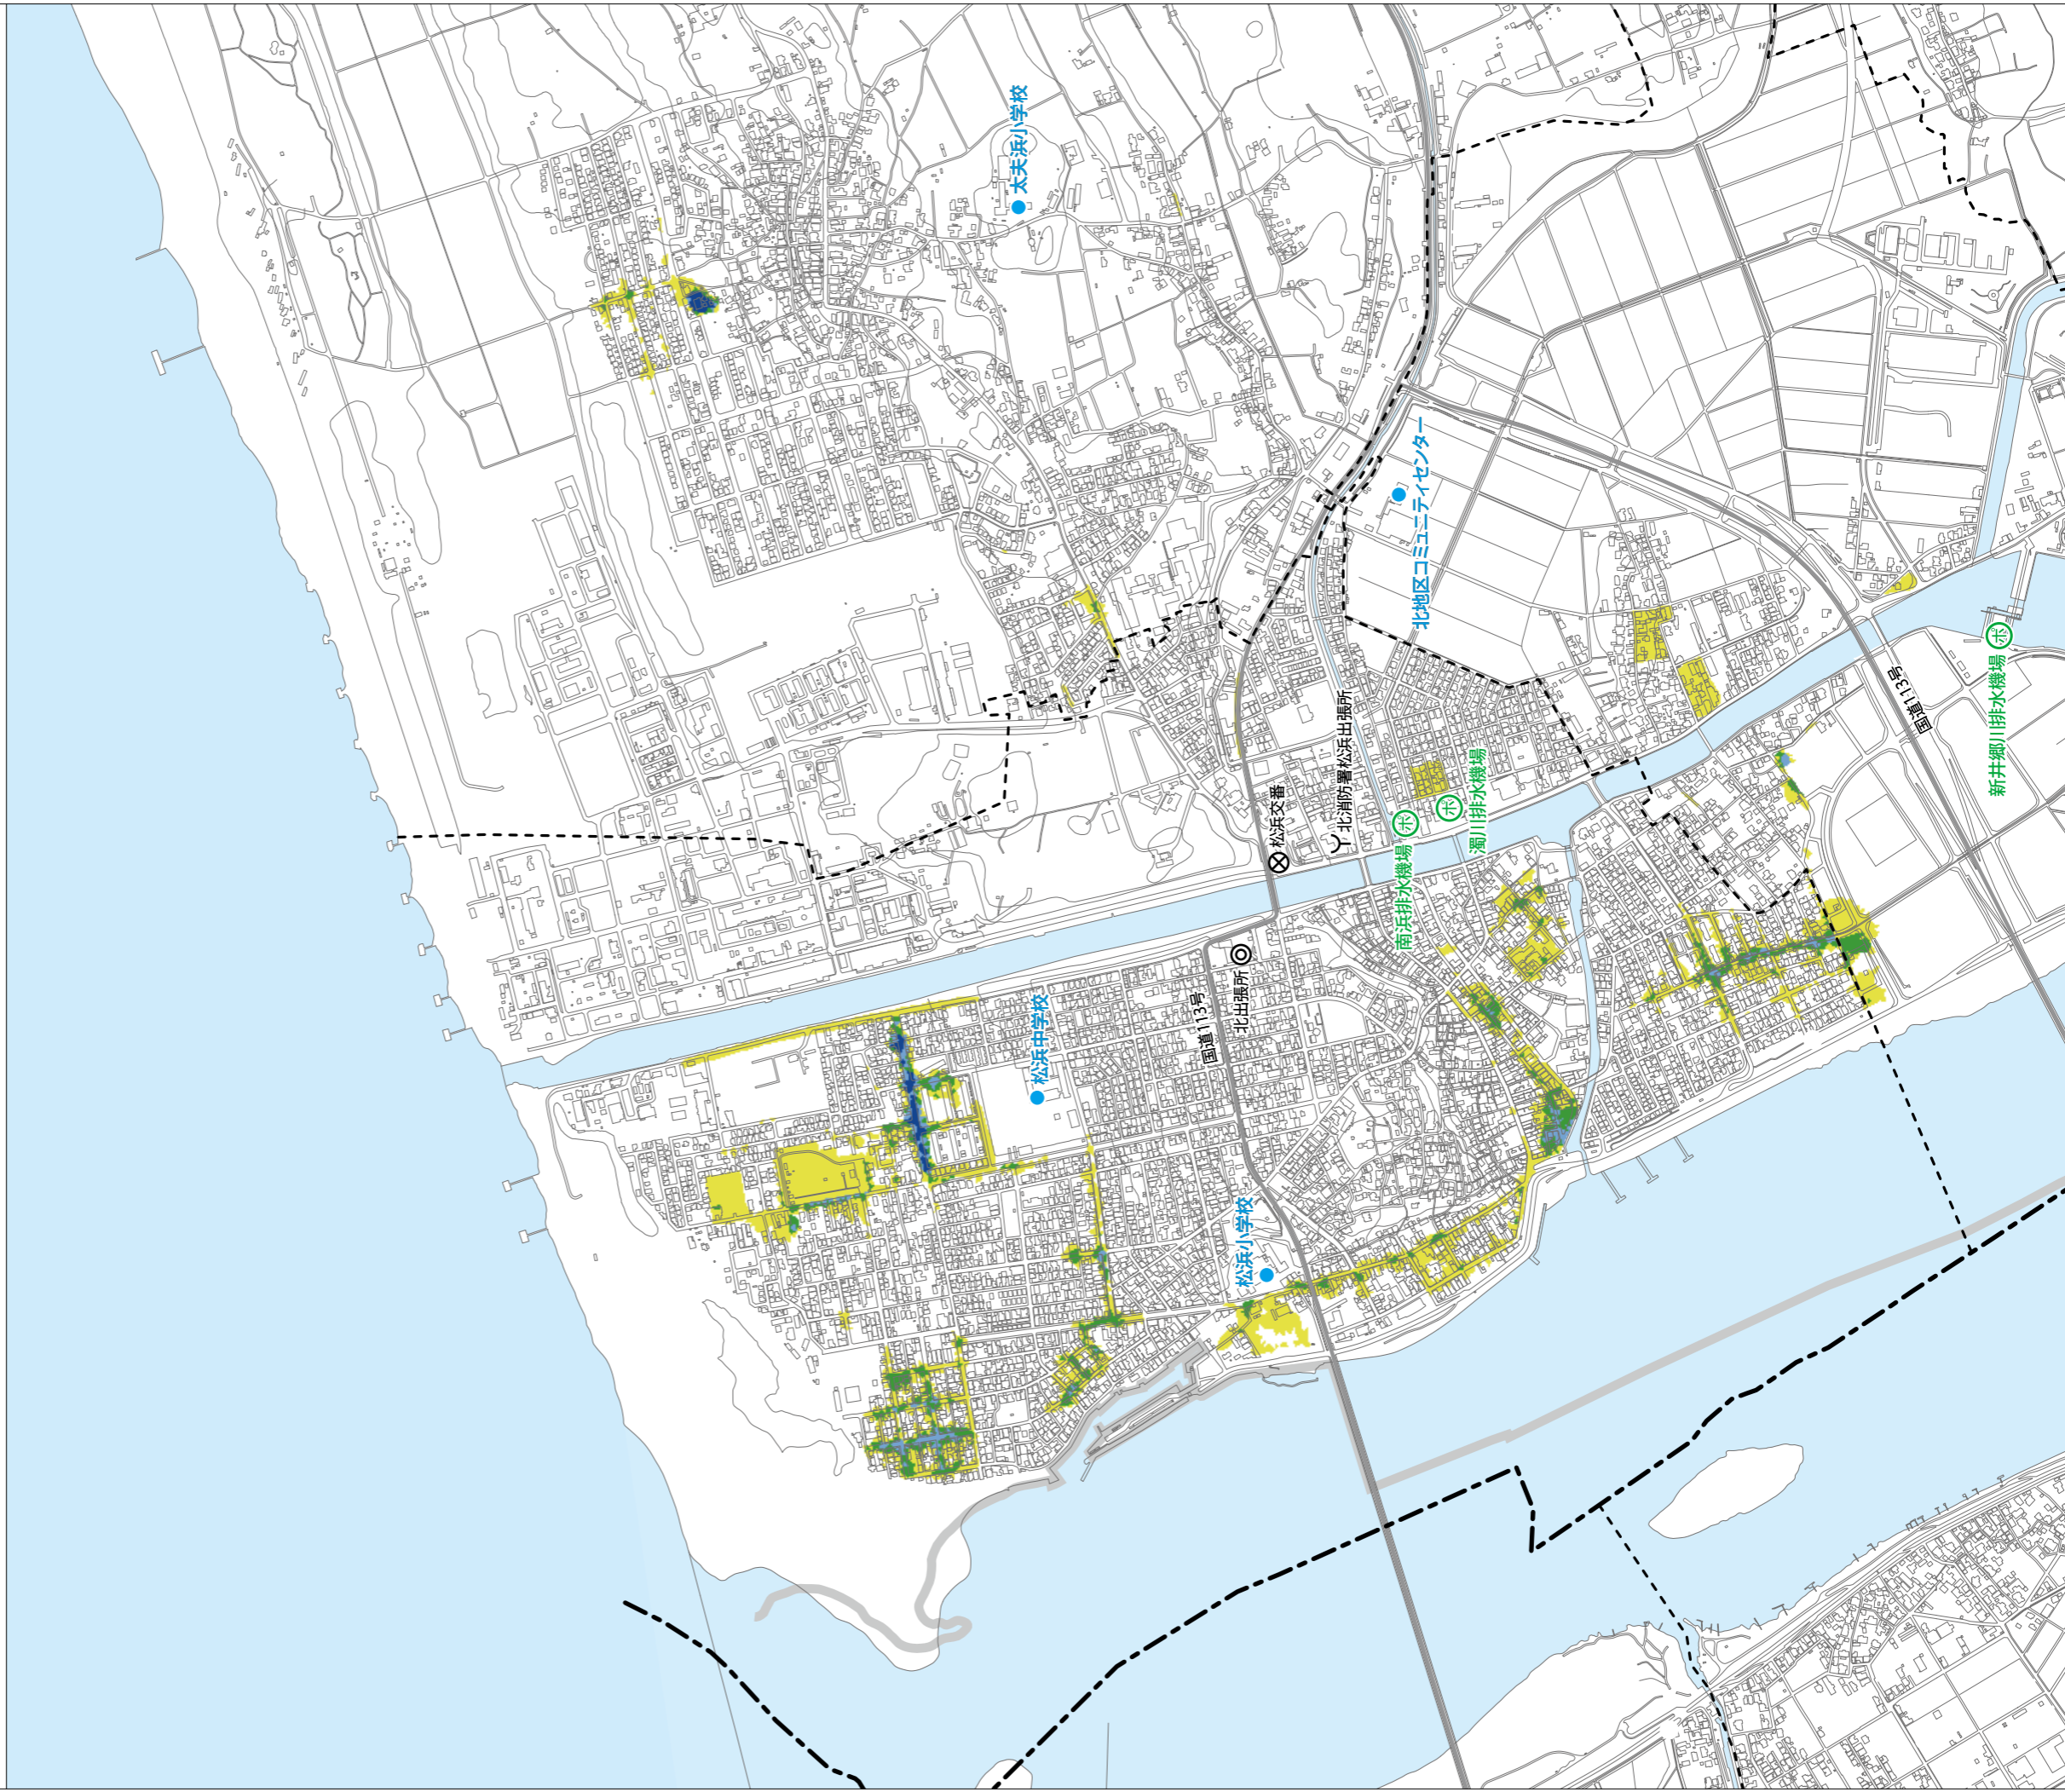 太夫浜小学校
北地区コミュニティセンター
松浜交番
北消防署松浜出張所
南浜排水機場
ポ
ポ
濁川排水機場
国道113号
新井郷川排水機場
ポ
松浜中学校
国道113号
北出張所
松浜小学校